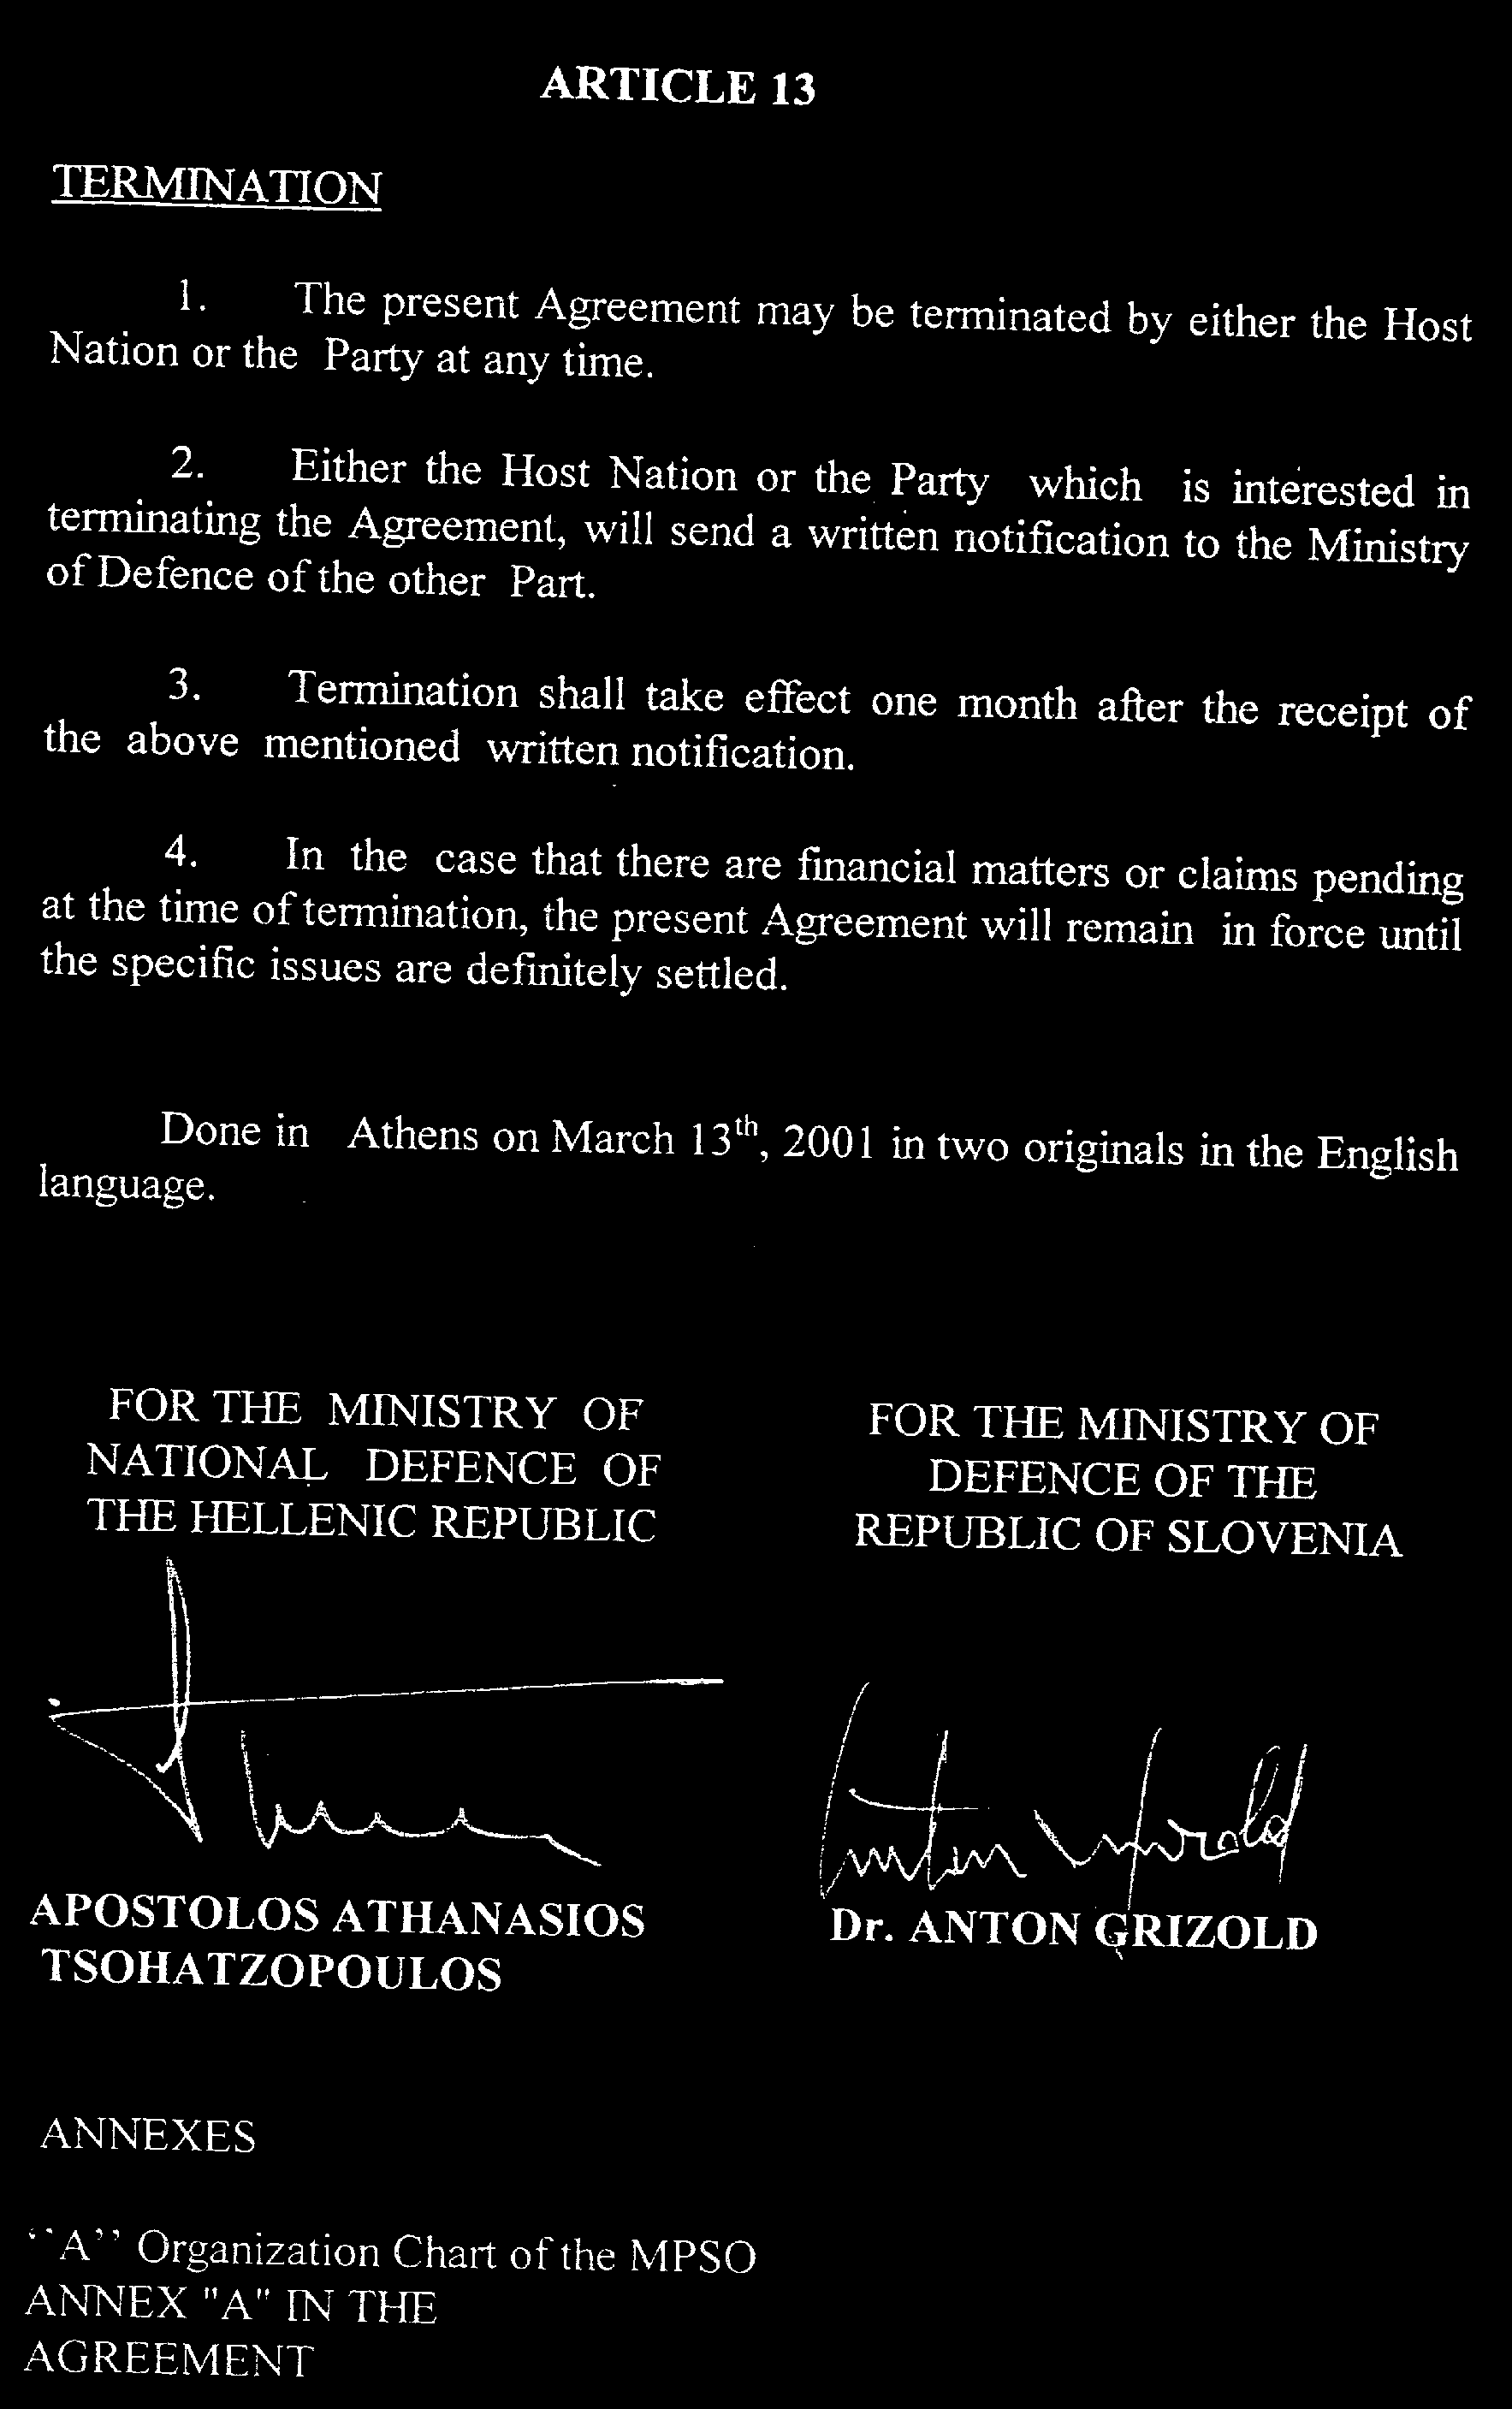 ARTICLE 13
TERMINATION
1. The present Agreement may be terminated by either the Host
Nation or the Party at any time.
2. Either the Host Nation or the Party which is interested in
terminating the Agreement, will send a written notification to the Ministry
of Defence of the other Part.
3. Termination shall take effect one month after the receipt of
the above mentioned written notification.
4. In the case that there are financial matters or claims pending
at the time of termination, the present Agreement will remain in force until
the specific issues are definitely settled.
Done in Athens on March 13th, 2001 in two originals in the English
language.
FOR THE MINISTRY OF
NATIONAL DEFENCE OF
THE HELLENIC REPUBLIC
APOSTOLOS ATHANASIOS
TSOHATZOPOULOS
FOR THE MINISTRY OF
DEFENCE OF THE
REPUBLIC OF SLOVENIA
Anton Grizold
Dr. ANTON GRIZOLD
ANNEXES
"A" Organization Chart of the MPSO
ANNEX "A" IN THE
AGREEMENT